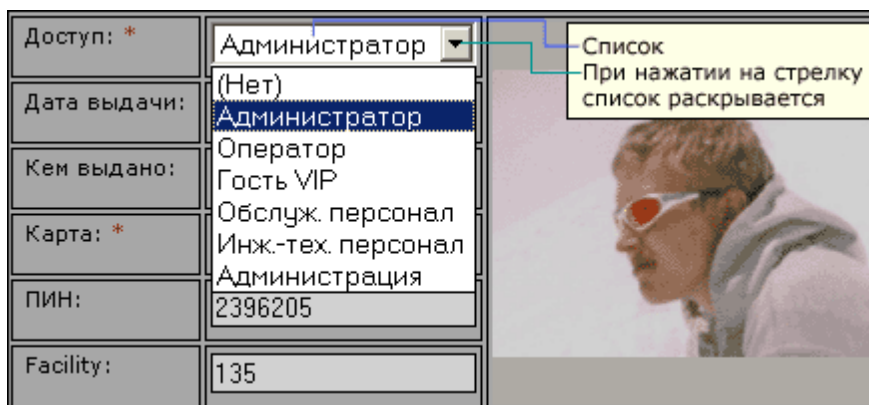 Доступ: *
Администратор
Список
При нажатии на стрелку
список раскрывается
(Нет)
Администратор
Оператор
Гость VIP
Обслуж. персонал
Инж.-тех. персонал
Администрация
Дата выдачи:
Кем выдано:
Карта: *
ПИН:
2396205
Facility:
135